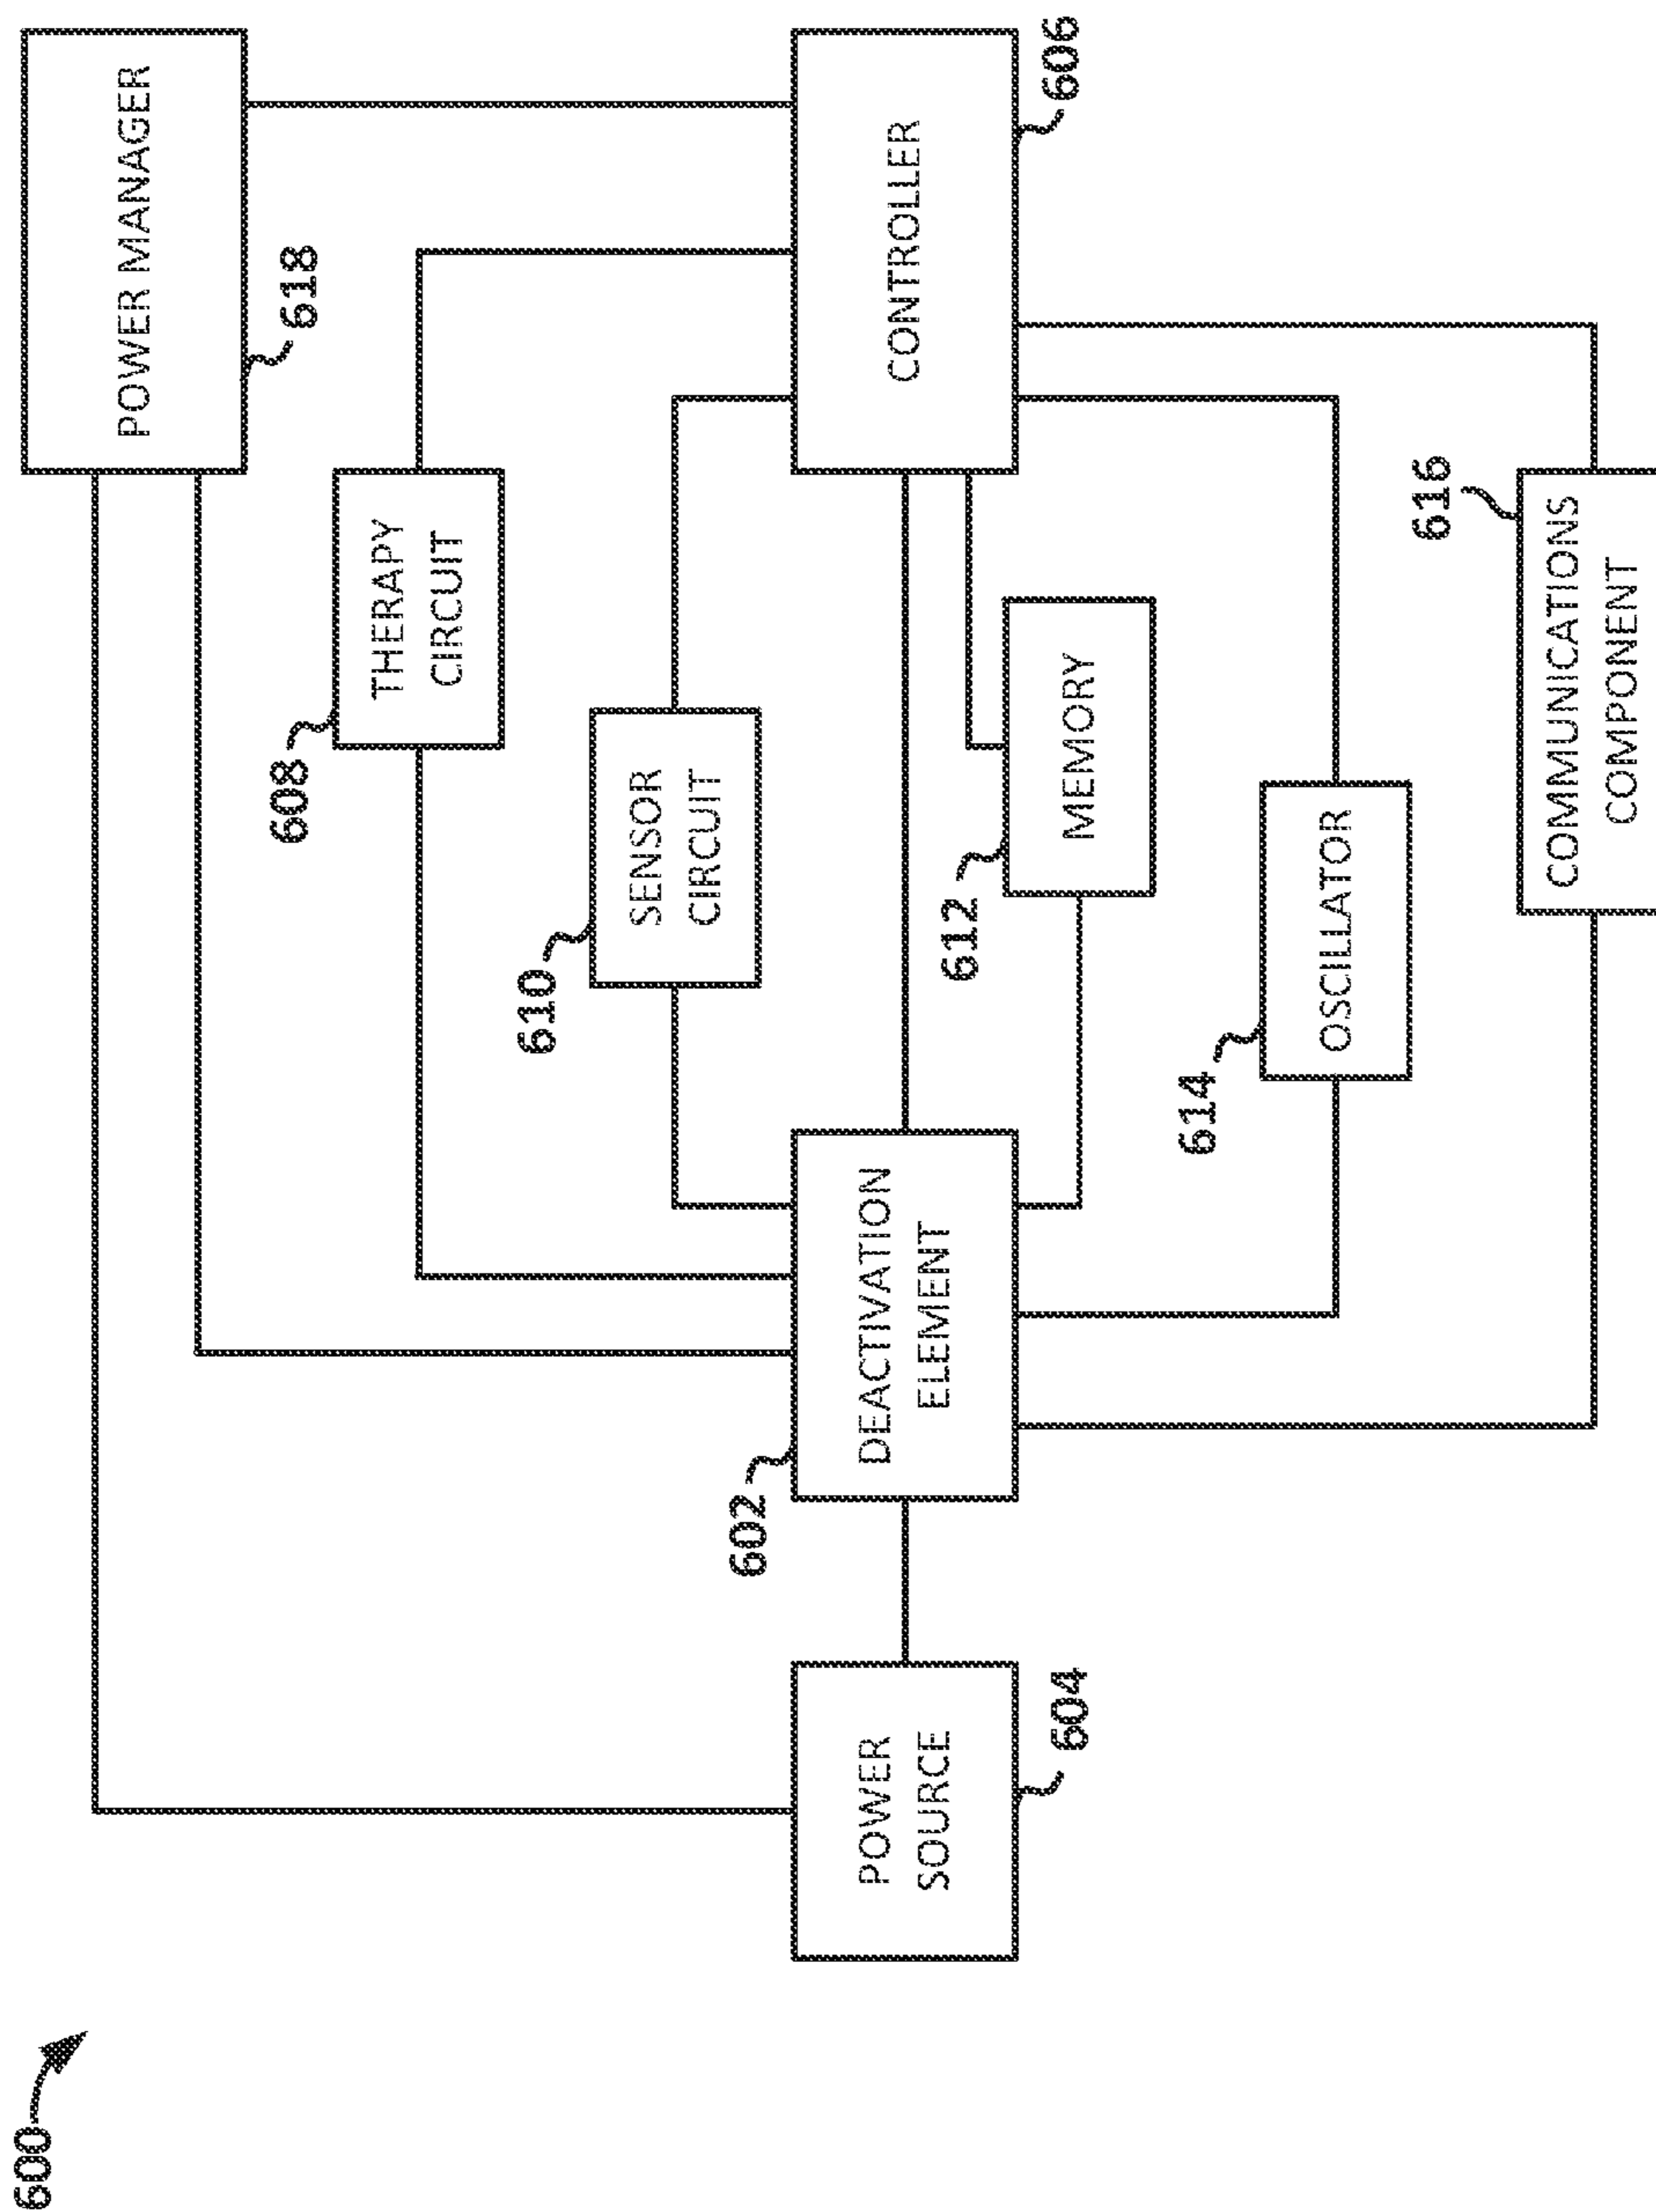 600
POWER MANAGER
618
THERAPY
CIRCUIT
608
SENSOR
CIRCUIT
610
POWER
SOURCE
604
DEACTIVATION
ELEMENT
602
CONTROLLER
606
MEMORY
612
OSCILLATOR
614
COMMUNICATIONS
COMPONENT
616